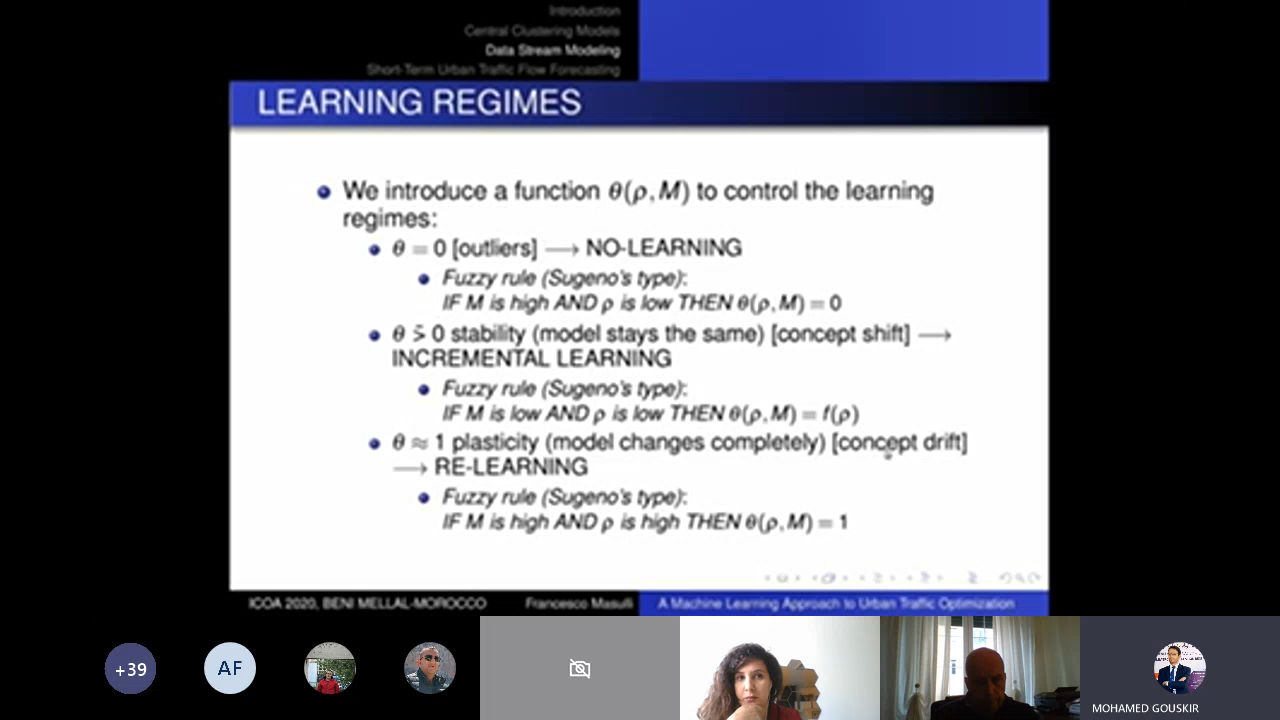 Introduction
Central Clustering Models
Data Stream Modeling
Short-Term Urban Traffic Flow Forecasting
LEARNING REGIMES
We introduce a function θ(ρ, M) to control the learning
regimes:
θ = 0 [outliers] ⟶ NO-LEARNING
Fuzzy rule (Sugeno's type):
IF M is high AND ρ is low THEN θ(ρ, M) = 0
θ >̃ 0 stability (model stays the same) [concept shift] ⟶
INCREMENTAL LEARNING
Fuzzy rule (Sugeno's type):
IF M is low AND ρ is low THEN θ(ρ, M) = f(ρ)
θ ≈ 1 plasticity (model changes completely) [concept drift]
⟶ RE-LEARNING
Fuzzy rule (Sugeno's type):
IF M is high AND ρ is high THEN θ(ρ, M) = 1
ICOA 2020, BENI MELLAL-MOROCCO Francesco Masulli A Machine Learning Approach to Urban Traffic Optimization
+39 AF
MOHAMED GOUSKIR